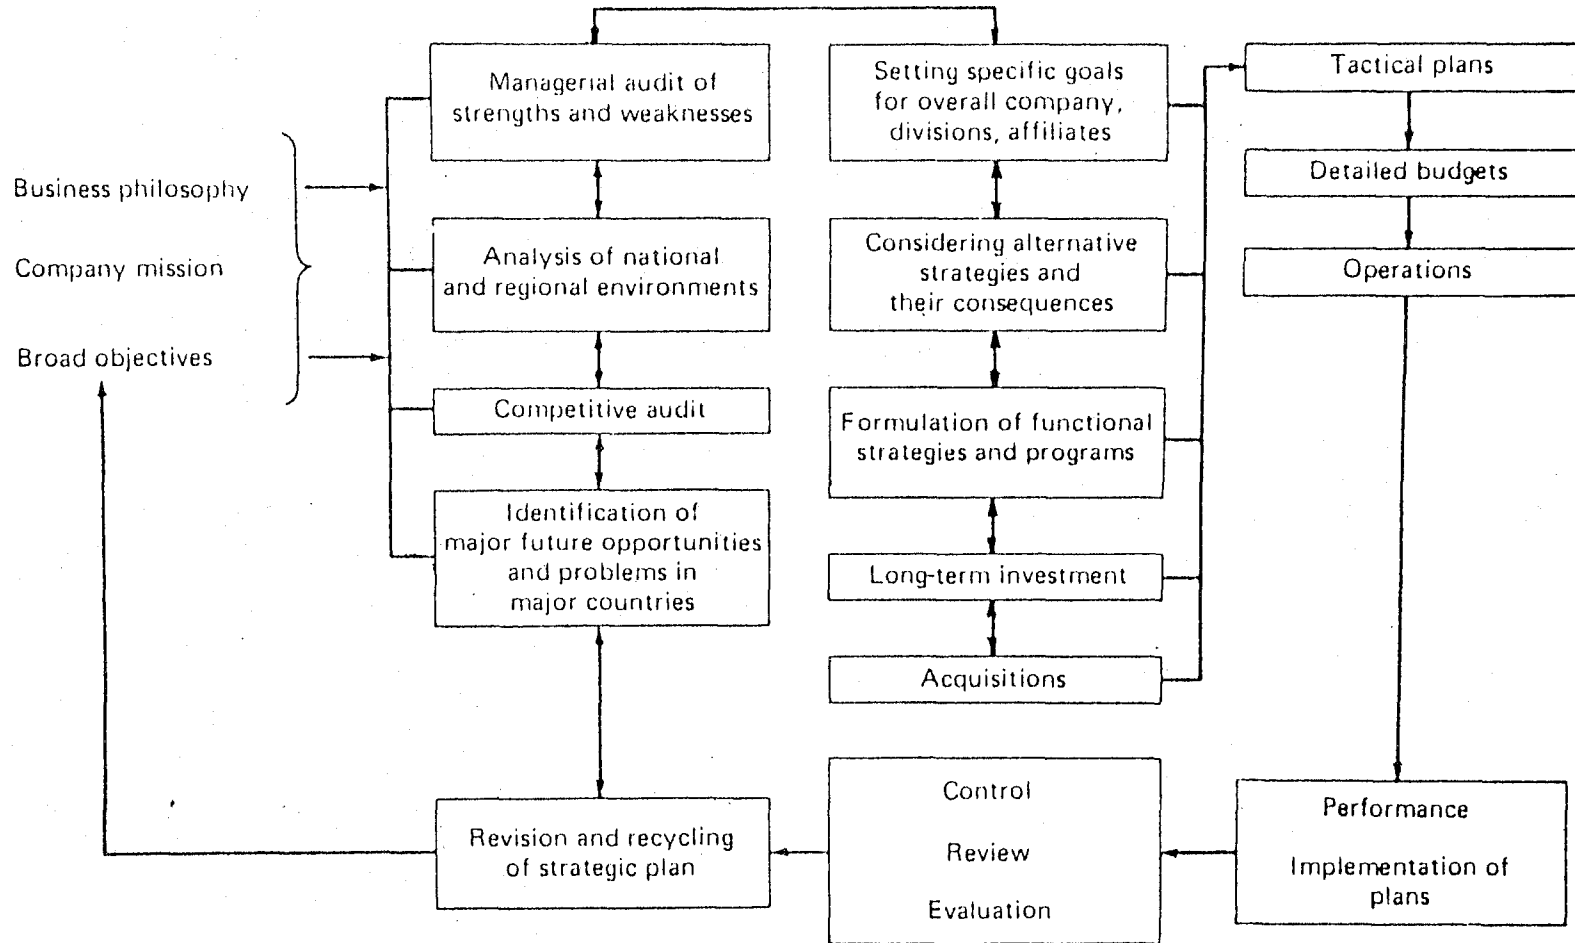 Business philosophy
Company mission
Broad objectives
Managerial audit of
strengths and weaknesses
Analysis of national
and regional environments
Competitive audit
Identification of
major future opportunities
and problems in
major countries
Revision and recycling
of strategic plan
Setting specific goals
for overall company,
divisions, affiliates
Considering alternative
strategies and
their consequences
Formulation of functional
strategies and programs
Long-term investment
Acquisitions
Control
Review
Evaluation
Tactical plans
Detailed budgets
Operations
Performance
Implementation of
plans